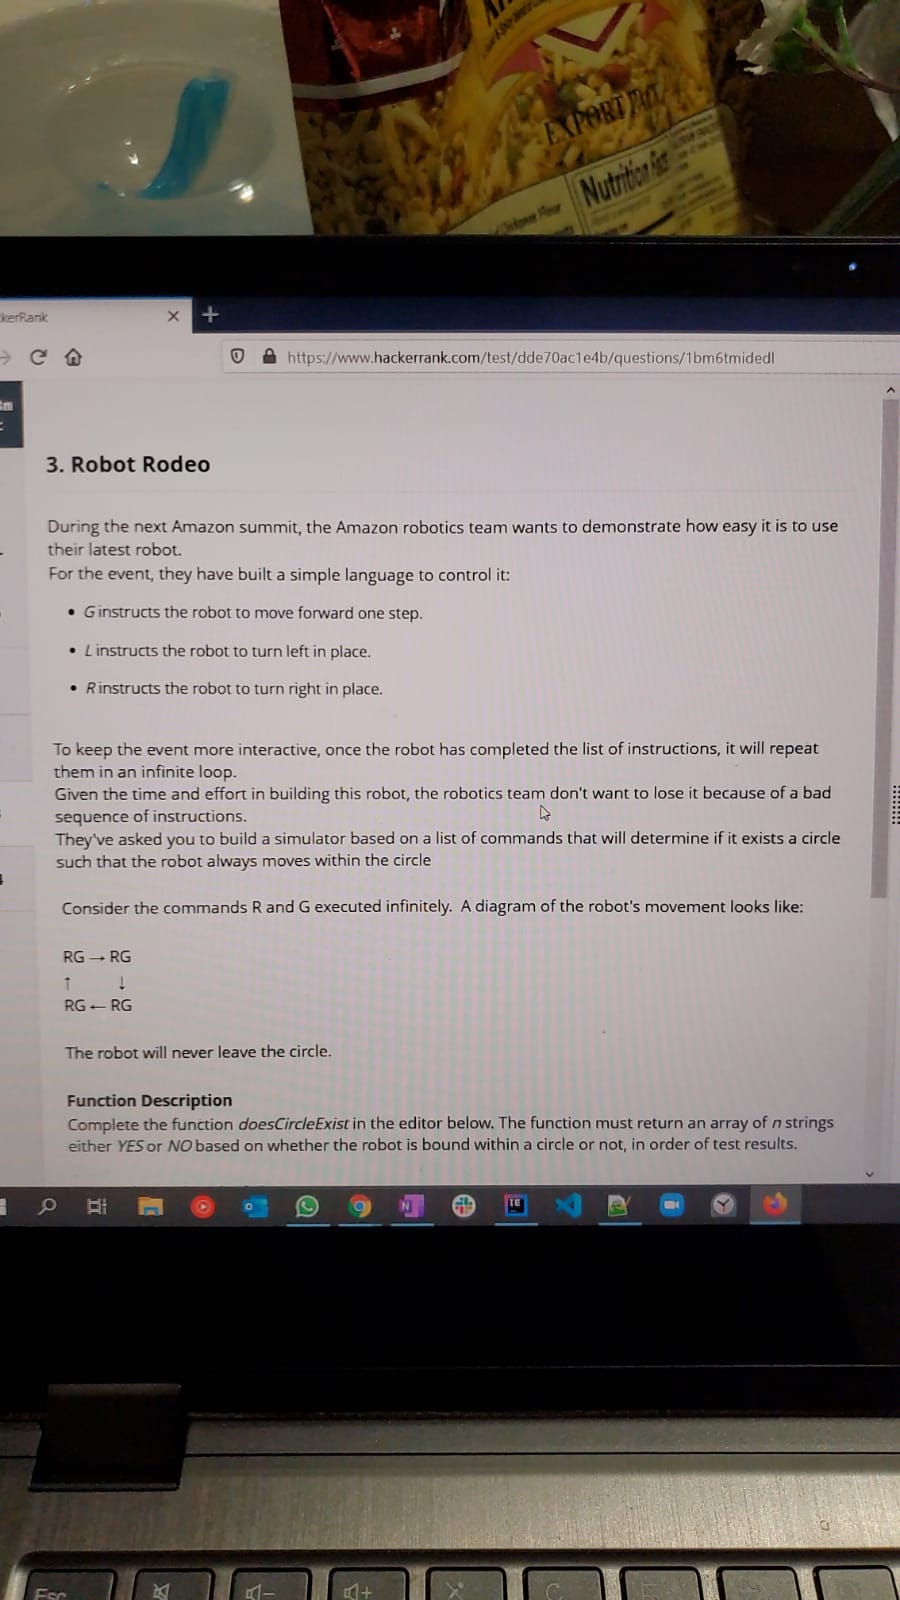 EXPORT PACK
Nutrition Fact
kerRank
https://www.hackerrank.com/test/dde70ac1e4b/questions/1bm6tmidedl
3. Robot Rodeo
During the next Amazon summit, the Amazon robotics team wants to demonstrate how easy it is to use
their latest robot.
For the event, they have built a simple language to control it:
• G instructs the robot to move forward one step.
• L instructs the robot to turn left in place.
• R instructs the robot to turn right in place.
To keep the event more interactive, once the robot has completed the list of instructions, it will repeat
them in an infinite loop.
Given the time and effort in building this robot, the robotics team don't want to lose it because of a bad
sequence of instructions.
They've asked you to build a simulator based on a list of commands that will determine if it exists a circle
such that the robot always moves within the circle
Consider the commands R and G executed infinitely. A diagram of the robot's movement looks like:
RG → RG
↑ ↓
RG ← RG
The robot will never leave the circle.
Function Description
Complete the function doesCircleExist in the editor below. The function must return an array of n strings
either YES or NO based on whether the robot is bound within a circle or not, in order of test results.
Esc